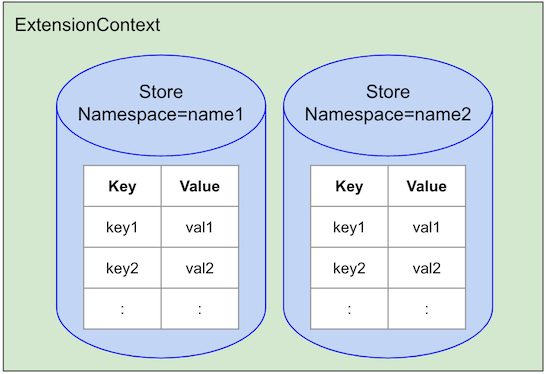 ExtensionContext
Store
Namespace=name1
Key Value
key1 val1
key2 val2
: :
Store
Namespace=name2
Key Value
key1 val1
key2 val2
: :